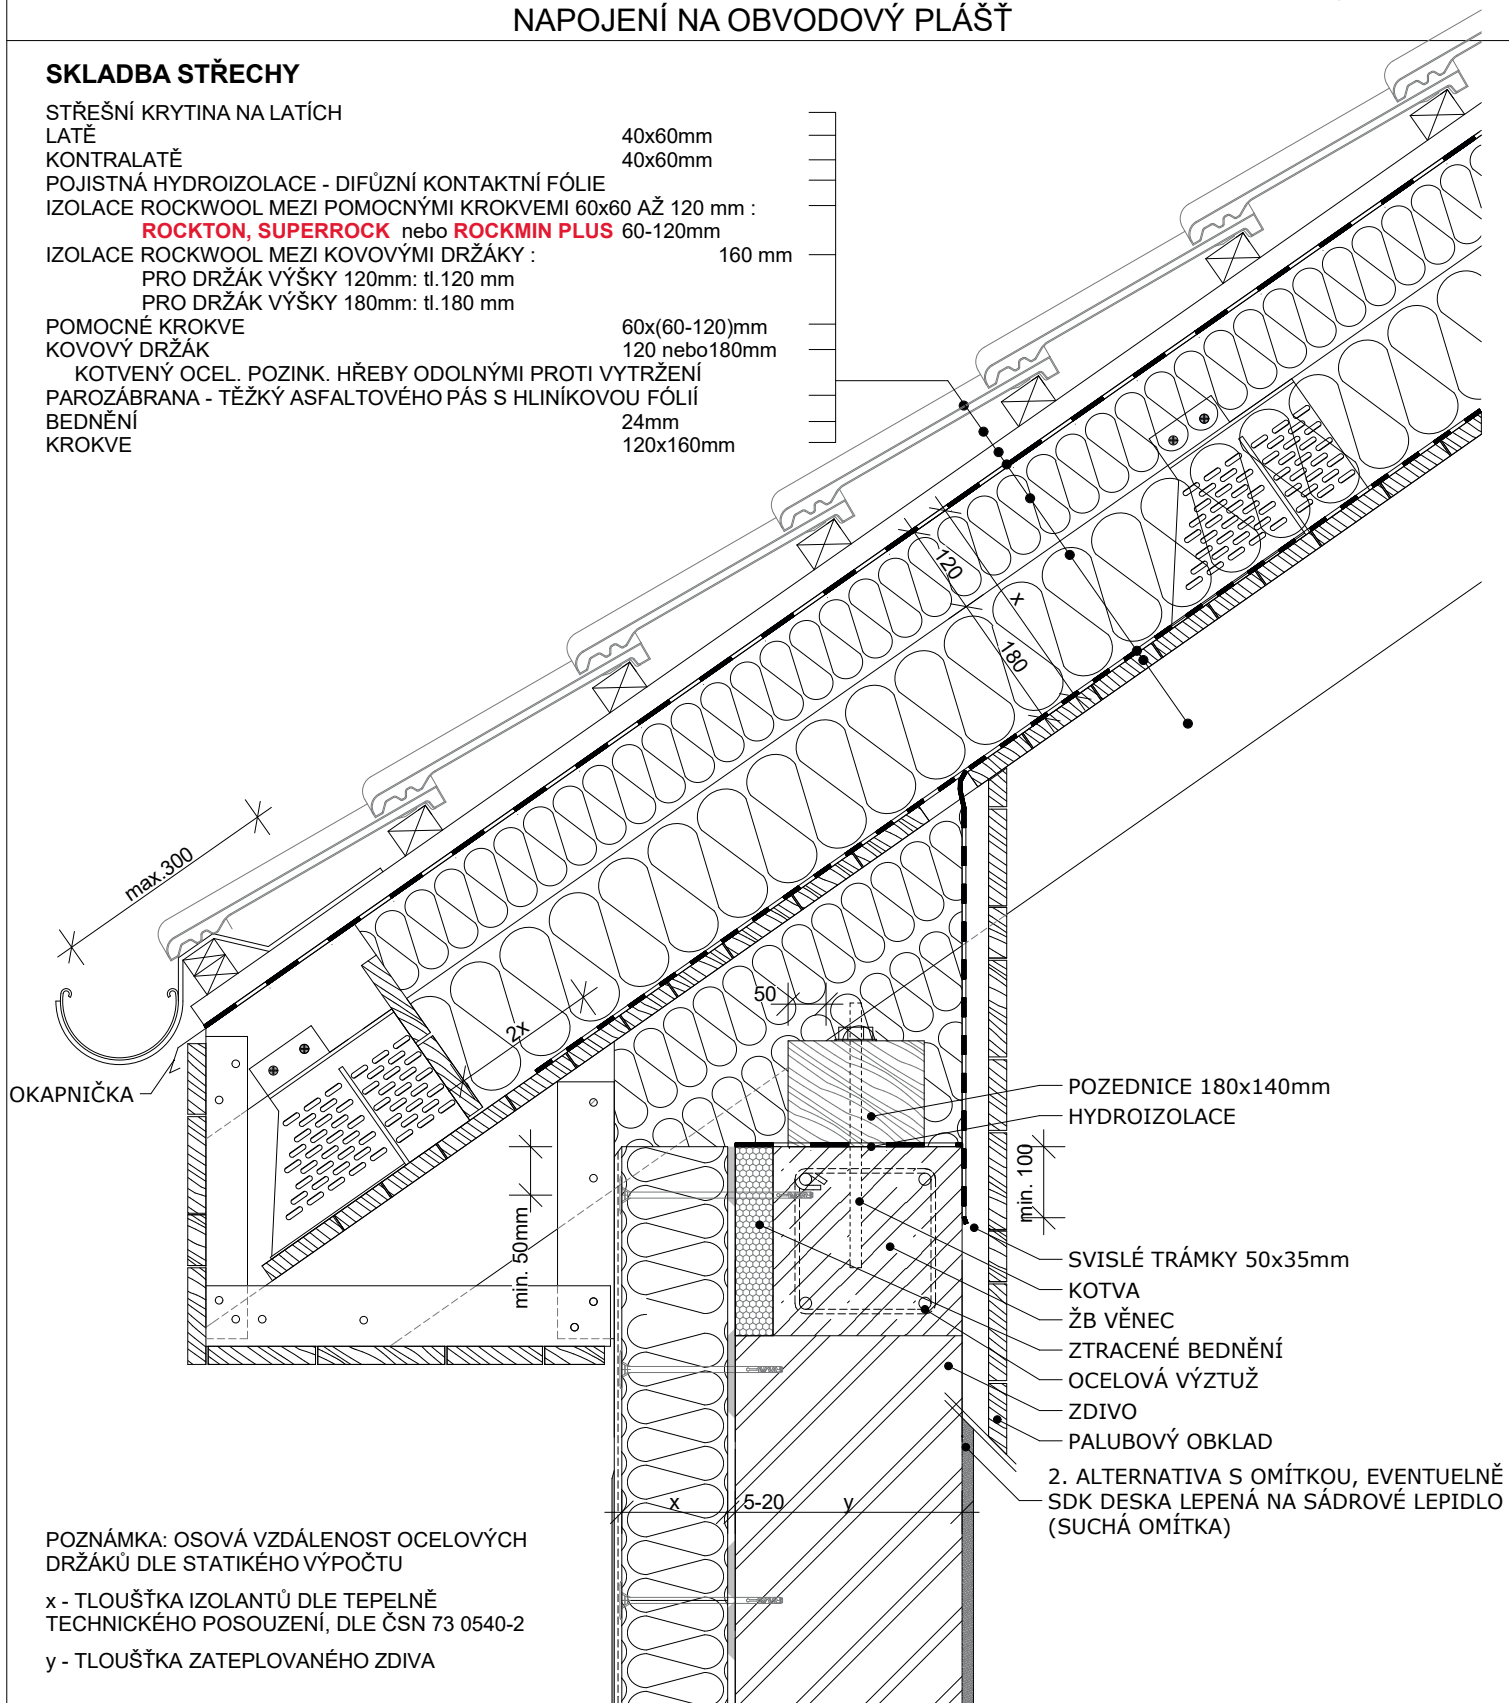 NAPOJENÍ NA OBVODOVÝ PLÁŠŤ
SKLADBA STŘECHY
STŘEŠNÍ KRYTINA NA LATÍCH
LATĚ 40x60mm
KONTRALATĚ 40x60mm
POJISTNÁ HYDROIZOLACE - DIFŮZNÍ KONTAKTNÍ FÓLIE
IZOLACE ROCKWOOL MEZI POMOCNÝMI KROKVEMI 60x60 AŽ 120 mm :
ROCKTON, SUPERROCK nebo ROCKMIN PLUS 60-120mm
IZOLACE ROCKWOOL MEZI KOVOVÝMI DRŽÁKY : 160 mm
PRO DRŽÁK VÝŠKY 120mm: tl.120 mm
PRO DRŽÁK VÝŠKY 180mm: tl.180 mm
POMOCNÉ KROKVE 60x(60-120)mm
KOVOVÝ DRŽÁK 120 nebo180mm
KOTVENÝ OCEL. POZINK. HŘEBY ODOLNÝMI PROTI VYTRŽENÍ
PAROZÁBRANA - TĚŽKÝ ASFALTOVÉHO PÁS S HLINÍKOVOU FÓLIÍ
BEDNĚNÍ 24mm
KROKVE 120x160mm
120
x
180
max.300
2x
50
OKAPNIČKA
POZEDNICE 180x140mm
HYDROIZOLACE
min. 100
min. 50mm
SVISLÉ TRÁMKY 50x35mm
KOTVA
ŽB VĚNEC
ZTRACENÉ BEDNĚNÍ
OCELOVÁ VÝZTUŽ
ZDIVO
PALUBOVÝ OBKLAD
2. ALTERNATIVA S OMÍTKOU, EVENTUELNĚ
SDK DESKA LEPENÁ NA SÁDROVÉ LEPIDLO
(SUCHÁ OMÍTKA)
x 5-20 y
POZNÁMKA: OSOVÁ VZDÁLENOST OCELOVÝCH
DRŽÁKŮ DLE STATIKÉHO VÝPOČTU
x - TLOUŠŤKA IZOLANTŮ DLE TEPELNĚ
TECHNICKÉHO POSOUZENÍ, DLE ČSN 73 0540-2
y - TLOUŠŤKA ZATEPLOVANÉHO ZDIVA